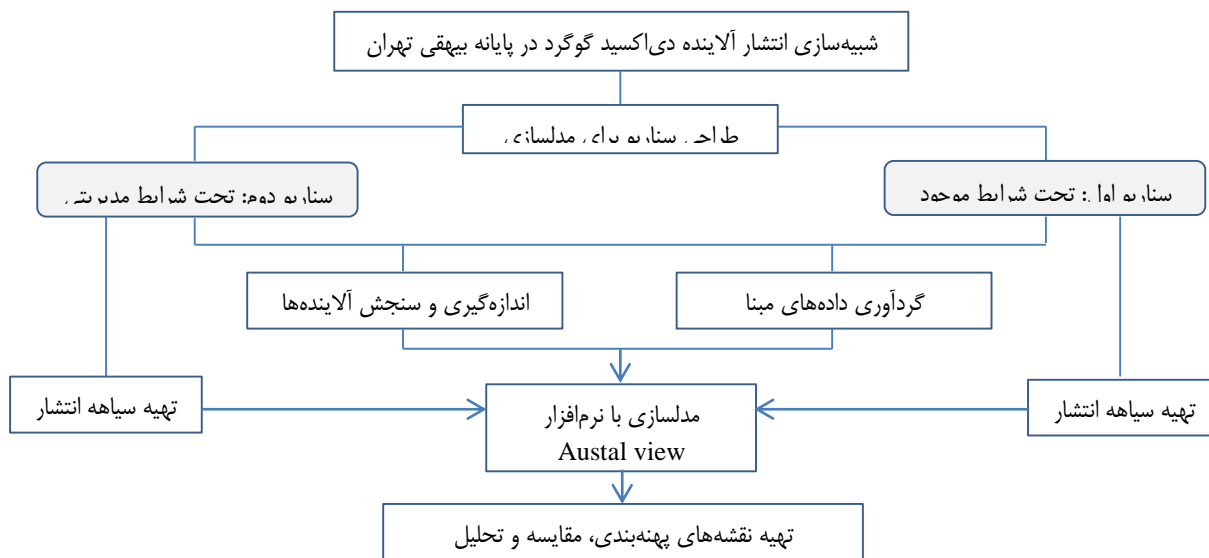 شبیه‌سازی انتشار آلاینده دی‌اکسید گوگرد در پایانه بیهقی تهران
طراحی سناریو برای مدلسازی
سناریو اول: تحت شرایط موجود
سناریو دوم: تحت شرایط مدیریتی
گردآوری داده‌های مبنا
اندازه‌گیری و سنجش آلاینده‌ها
تهیه سیاهه انتشار
مدلسازی با نرم‌افزار
Austal view
تهیه سیاهه انتشار
تهیه نقشه‌های پهنه‌بندی، مقایسه و تحلیل